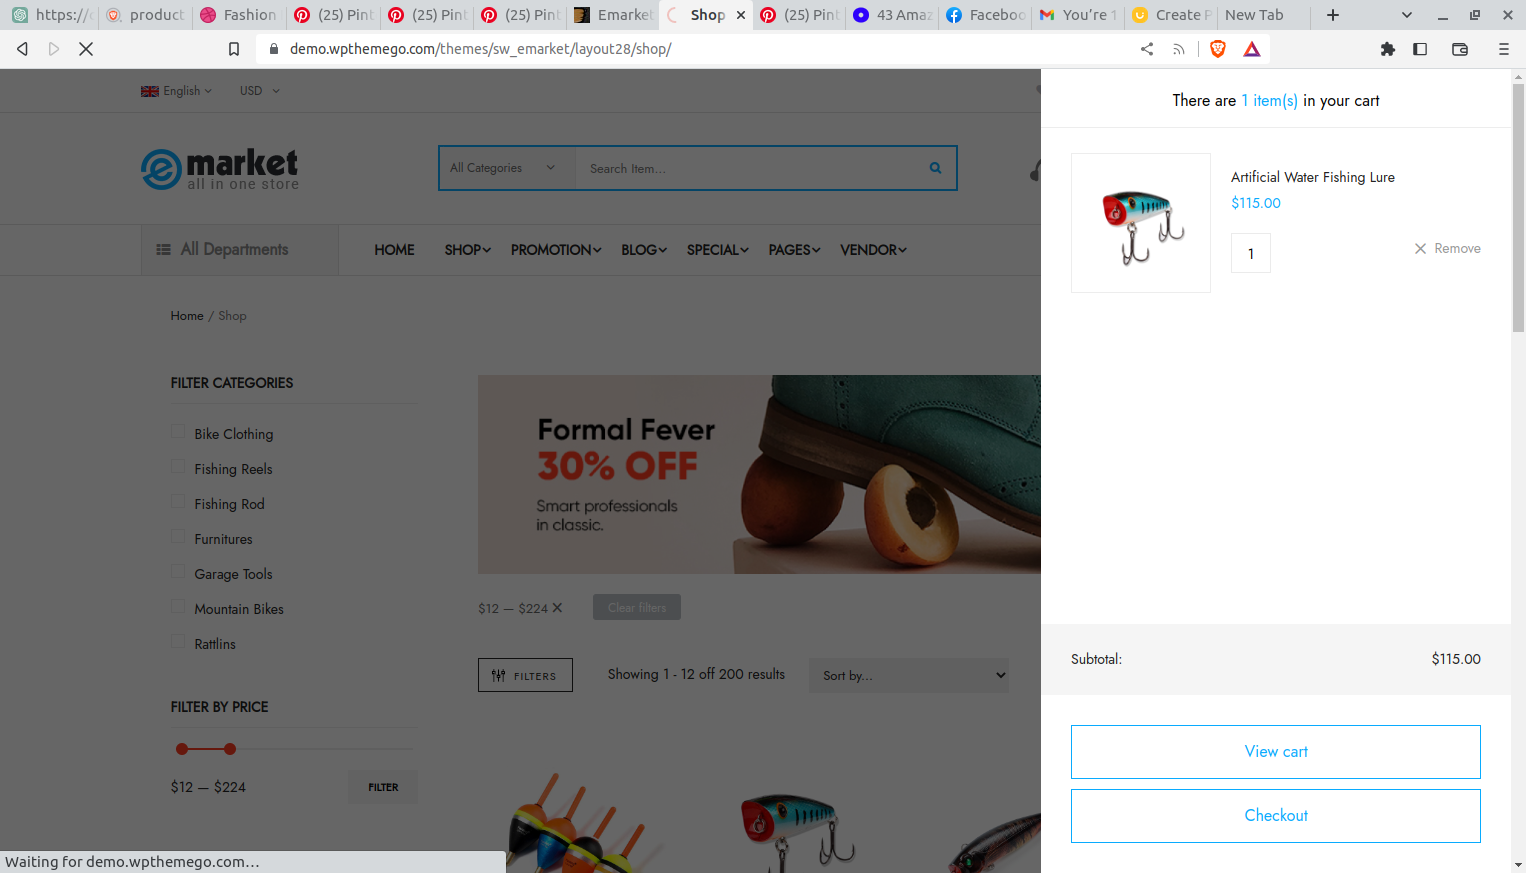 https://
product
Fashion
(25) Pint
(25) Pint
(25) Pint
Emarket
Shop
(25) Pint
43 Amaz
Faceboo
You're 1
Create P
New Tab
demo.wpthemego.com/themes/sw_emarket/layout28/shop/
English
USD
There are 1 item(s) in your cart
e market
all in one store
All Categories
Search Item...
Artificial Water Fishing Lure
$115.00
1
Remove
All Departments
HOME
SHOP
PROMOTION
BLOG
SPECIAL
PAGES
VENDOR
Home / Shop
FILTER CATEGORIES
Bike Clothing
Fishing Reels
Fishing Rod
Furnitures
Garage Tools
Mountain Bikes
Rattlins
FILTER BY PRICE
$12 — $224
FILTER
Formal Fever
30% OFF
Smart professionals
in classic.
$12 — $224
Clear filters
FILTERS
Showing 1 - 12 off 200 results
Sort by...
Subtotal:
$115.00
View cart
Checkout
Waiting for demo.wpthemego.com...